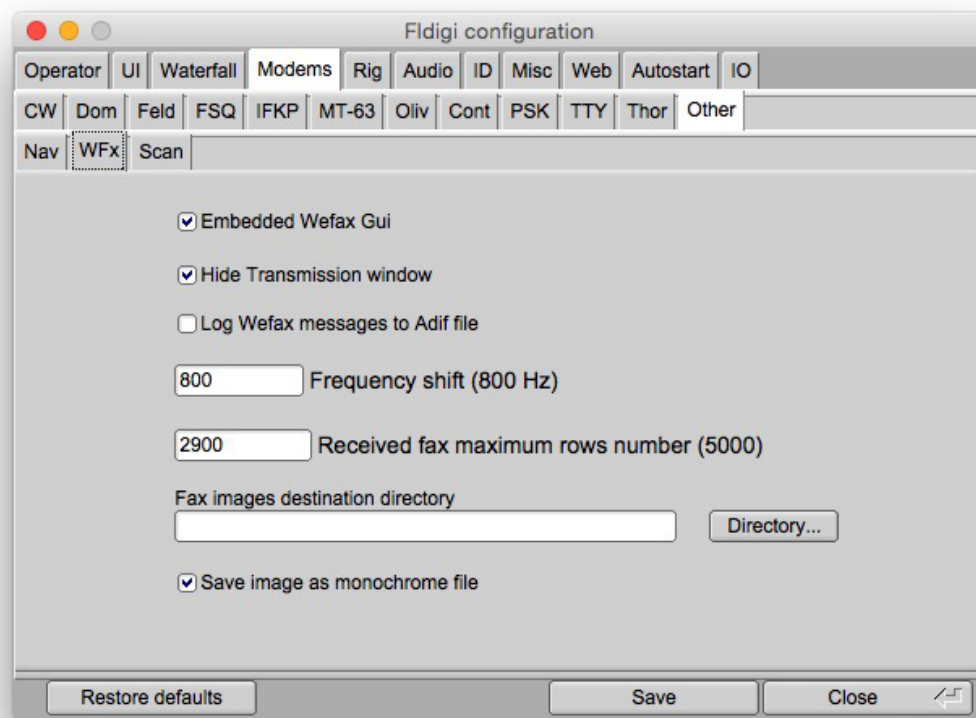 Fldigi configuration
Operator UI Waterfall Modems Rig Audio ID Misc Web Autostart IO
CW Dom Feld FSQ IFKP MT-63 Oliv Cont PSK TTY Thor Other
Nav WFx Scan
Embedded Wefax Gui
Hide Transmission window
Log Wefax messages to Adif file
800 Frequency shift (800 Hz)
2900 Received fax maximum rows number (5000)
Fax images destination directory
Directory...
Save image as monochrome file
Restore defaults Save Close